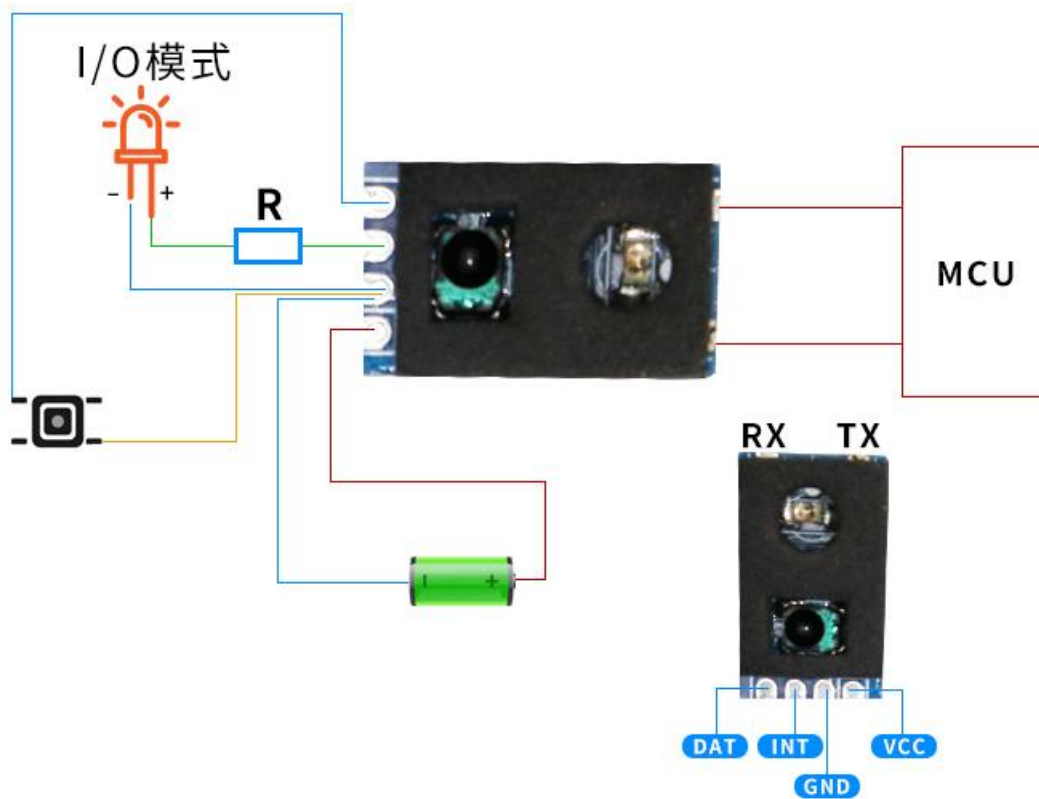 I/O模式
- +
R
MCU
- +
RX TX
DAT INT VCC
GND